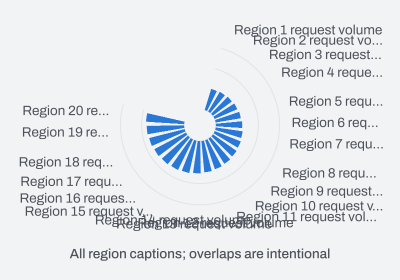 Region 1 request volume
Region 2 request vo…
Region 3 request…
Region 4 reque…
Region 5 requ…
Region 6 req…
Region 7 requ…
Region 8 requ…
Region 9 request…
Region 10 request v…
Region 11 request vol…
Region 15 request v…
Region 16 reques…
Region 17 requ…
Region 18 req…
Region 19 re…
Region 20 re…
All region captions; overlaps are intentional